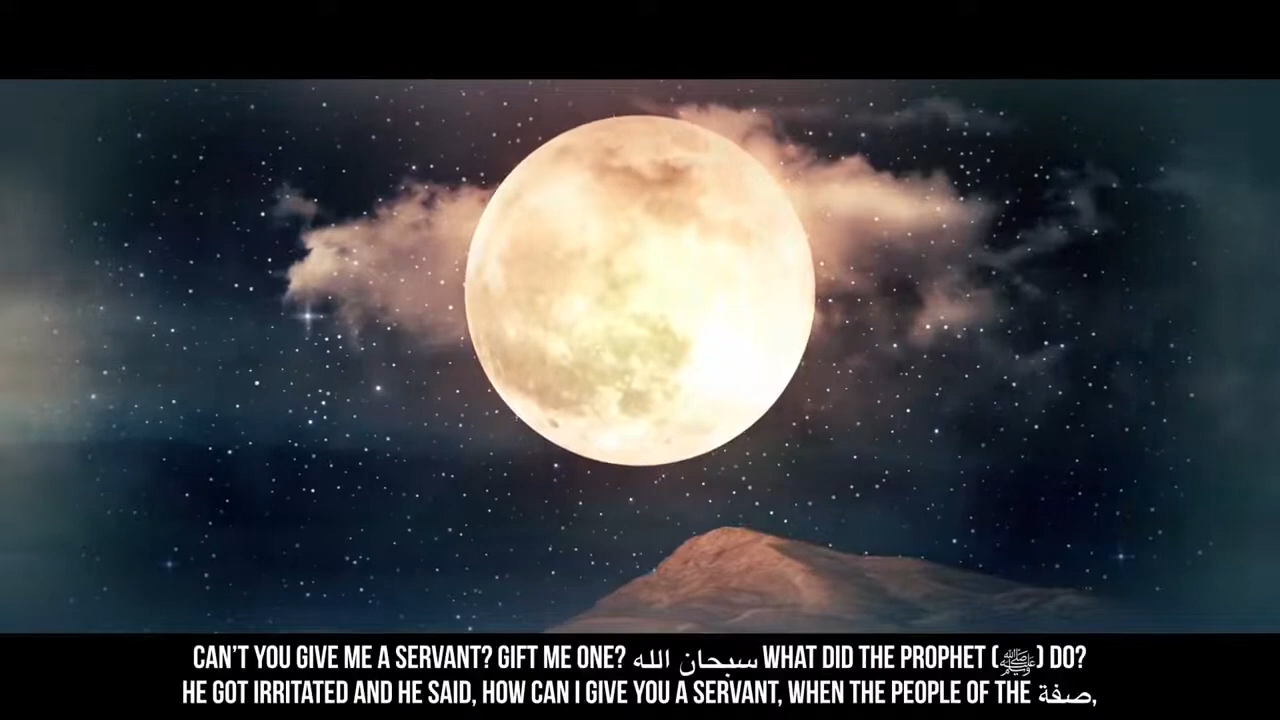 CAN'T YOU GIVE ME A SERVANT? GIFT ME ONE? سبحان الله WHAT DID THE PROPHET (ﷺ) DO?
HE GOT IRRITATED AND HE SAID, HOW CAN I GIVE YOU A SERVANT, WHEN THE PEOPLE OF THE صفة,